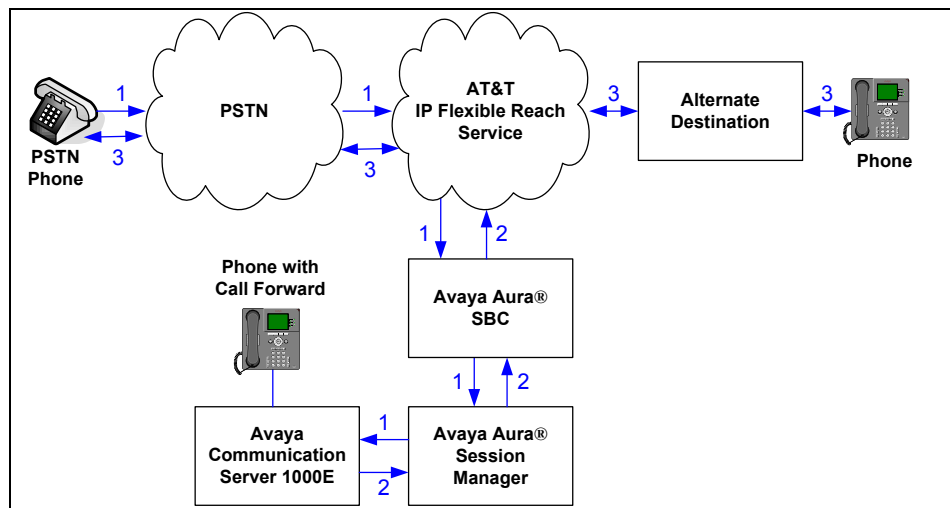 1
PSTN
1
AT&T
IP Flexible Reach
Service
3
Alternate
Destination
3
3
PSTN
Phone
3
Phone
1
2
Phone with
Call Forward
Avaya Aura®
SBC
1
2
Avaya
Communication
Server 1000E
1
2
Avaya Aura®
Session
Manager